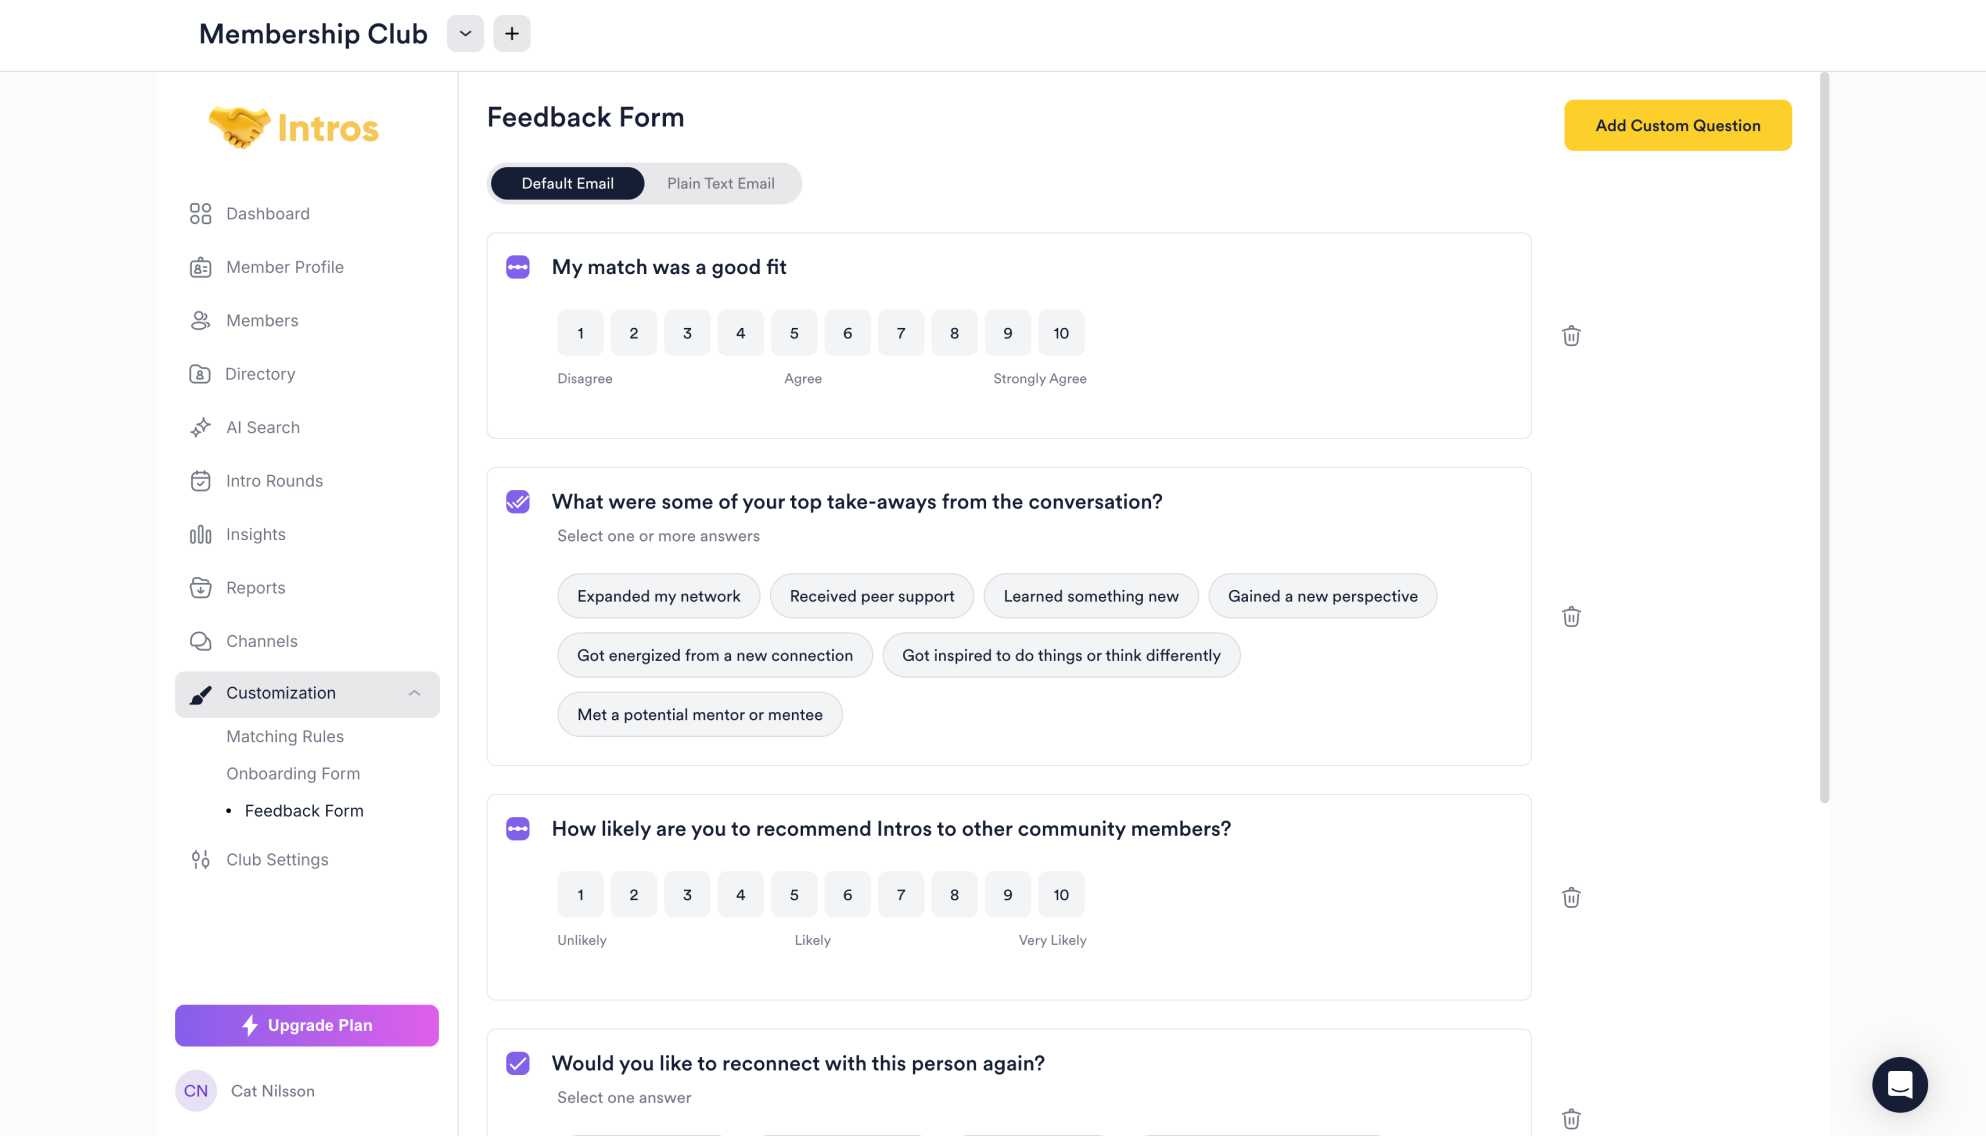 Membership Club
Intros
Dashboard
Member Profile
Members
Directory
AI Search
Intro Rounds
Insights
Reports
Channels
Customization
Matching Rules
Onboarding Form
• Feedback Form
Club Settings
Upgrade Plan
CN Cat Nilsson
Feedback Form
Add Custom Question
Default Email Plain Text Email
My match was a good fit
1 2 3 4 5 6 7 8 9 10
Disagree Agree Strongly Agree
What were some of your top take-aways from the conversation?
Select one or more answers
Expanded my network Received peer support Learned something new Gained a new perspective
Got energized from a new connection Got inspired to do things or think differently
Met a potential mentor or mentee
How likely are you to recommend Intros to other community members?
1 2 3 4 5 6 7 8 9 10
Unlikely Likely Very Likely
Would you like to reconnect with this person again?
Select one answer